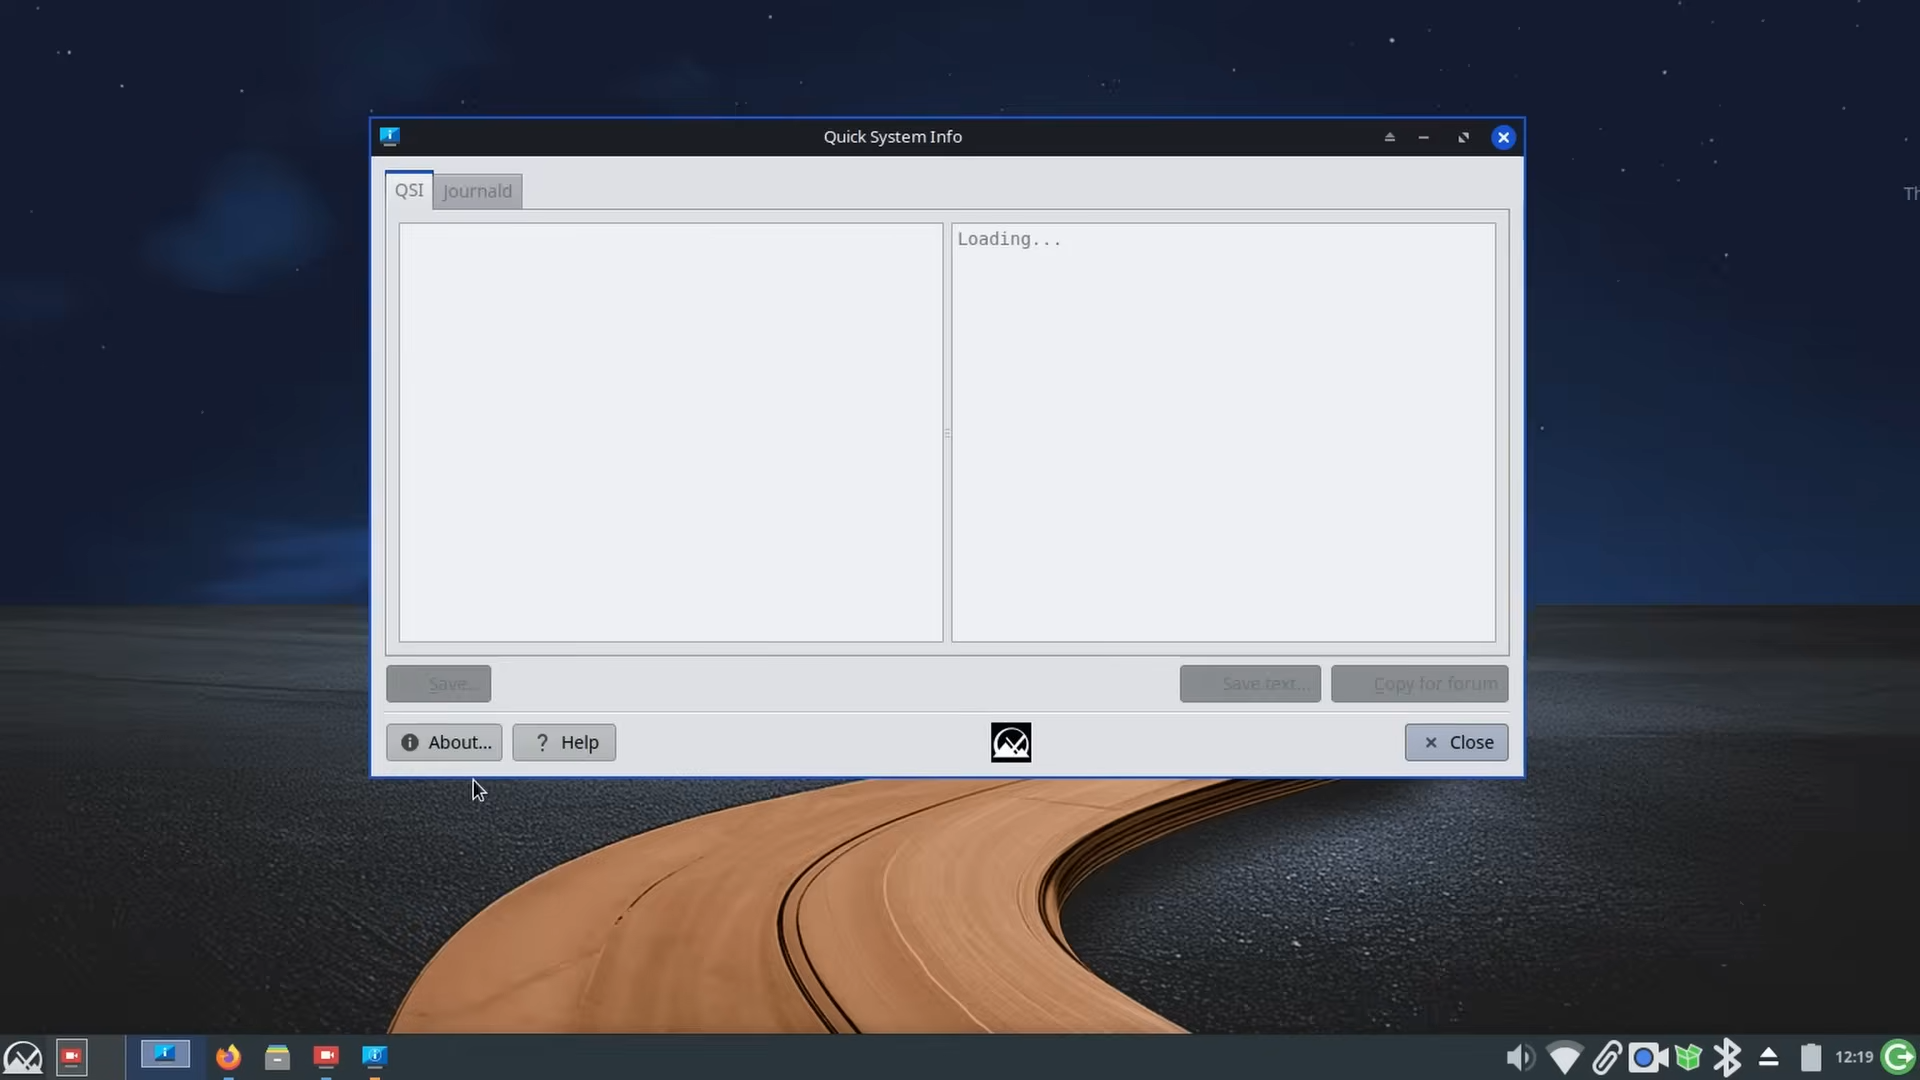 Quick System Info
QSI
Journald
Loading...
Save...
Save text...
Copy for forum
About...
? Help
Close
12:19